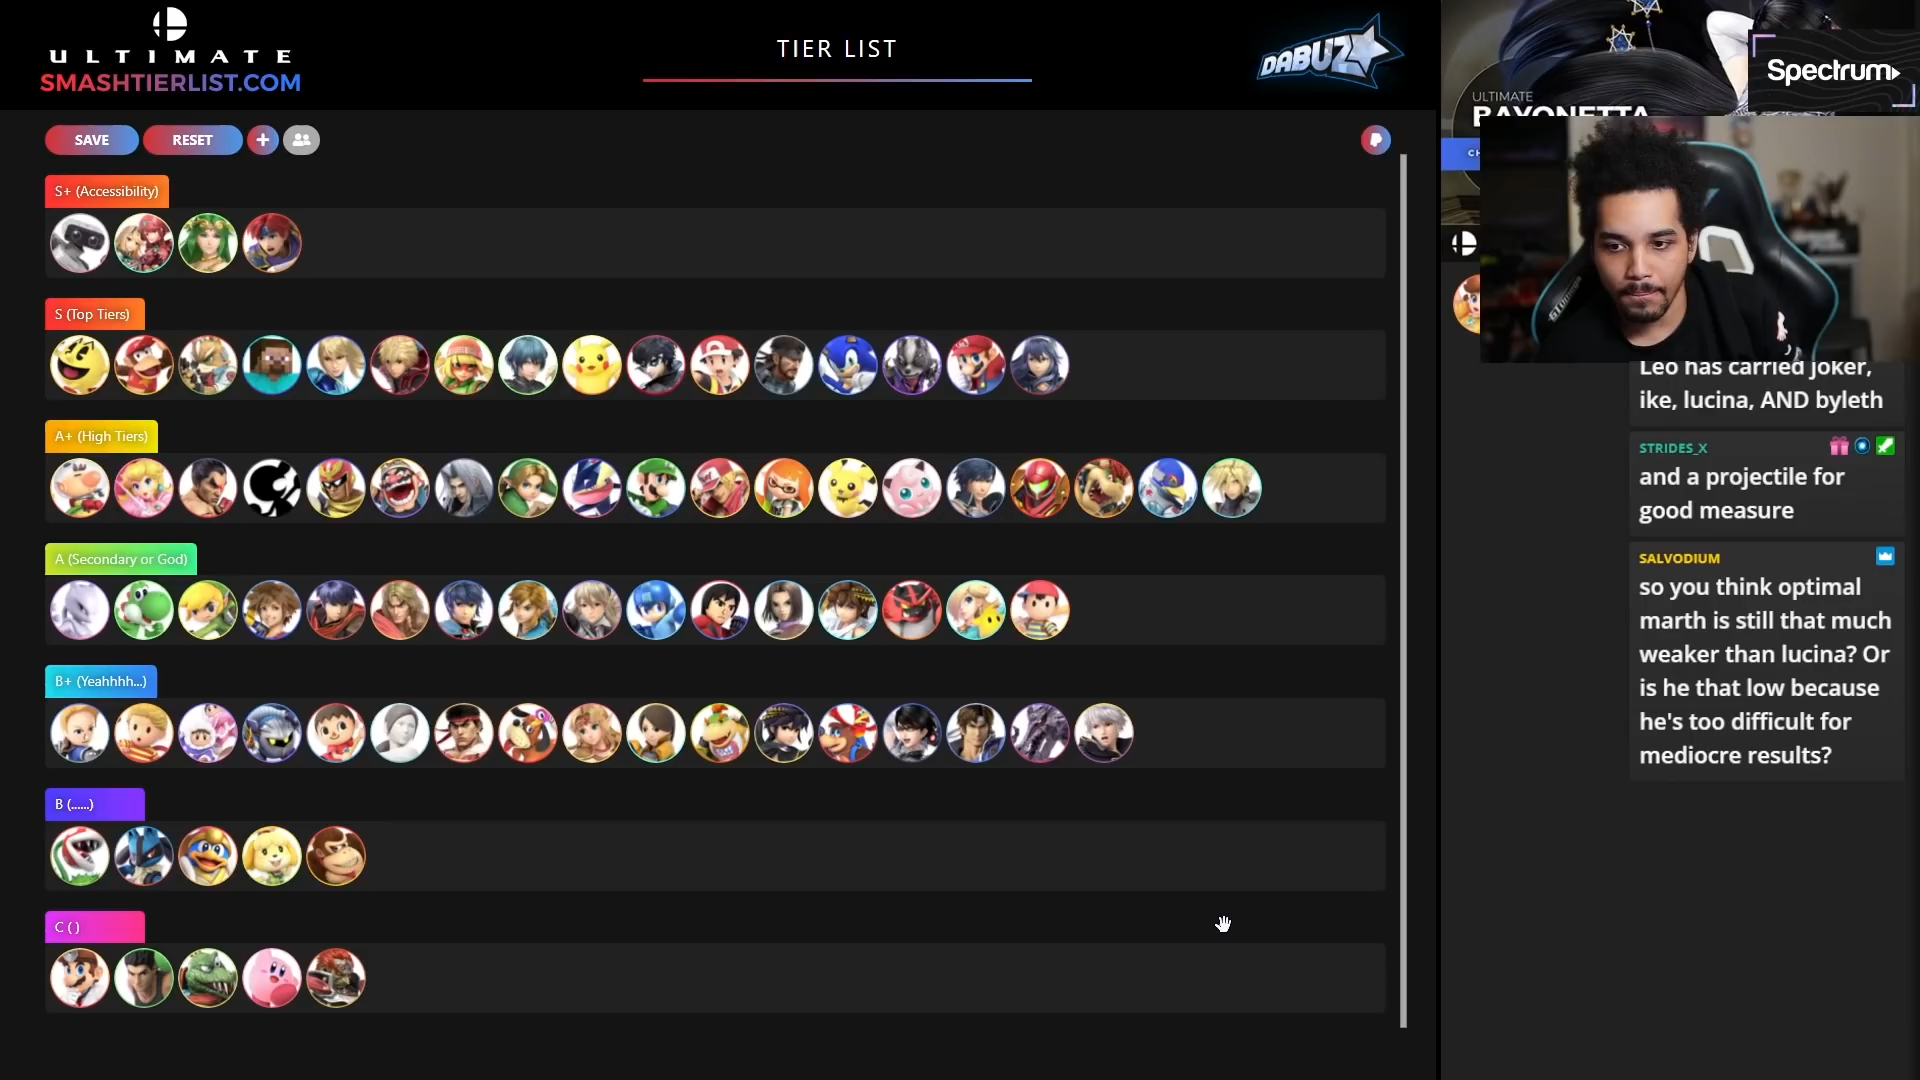 ULTIMATE
SMASHTIERLIST.COM
TIER LIST
DABUZ
SAVE
RESET
+
S+ (Accessibility)
S (Top Tiers)
A+ (High Tiers)
A (Secondary or God)
B+ (Yeahhhh...)
B (......)
C ( )
Spectrum
ULTIMATE
BAYONETTA
CH
Leo has carried joker,
ike, lucina, AND byleth
STRIDES_X
and a projectile for
good measure
SALVODIUM
so you think optimal
marth is still that much
weaker than lucina? Or
is he that low because
he's too difficult for
mediocre results?